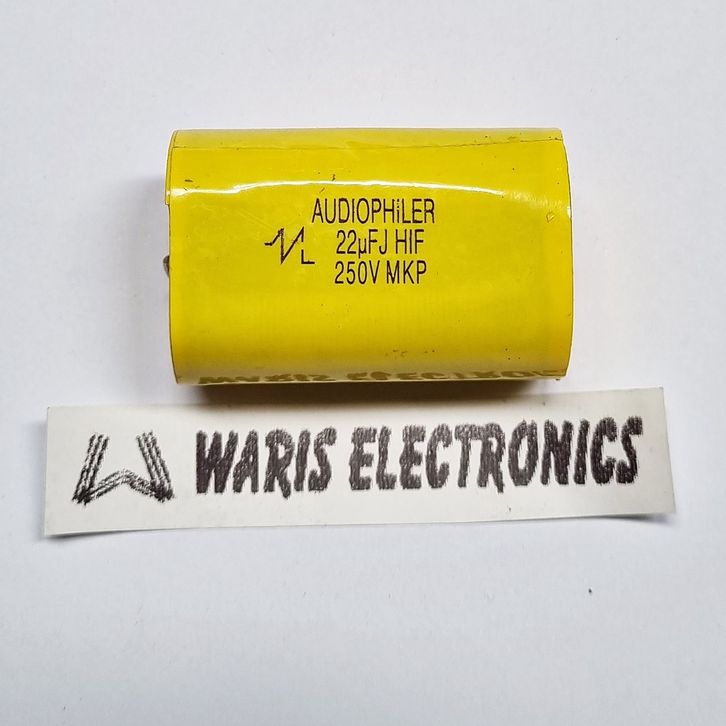 AUDIOPHiLER
22µFJ HIF
250V MKP
WARIS ELECTRONICS